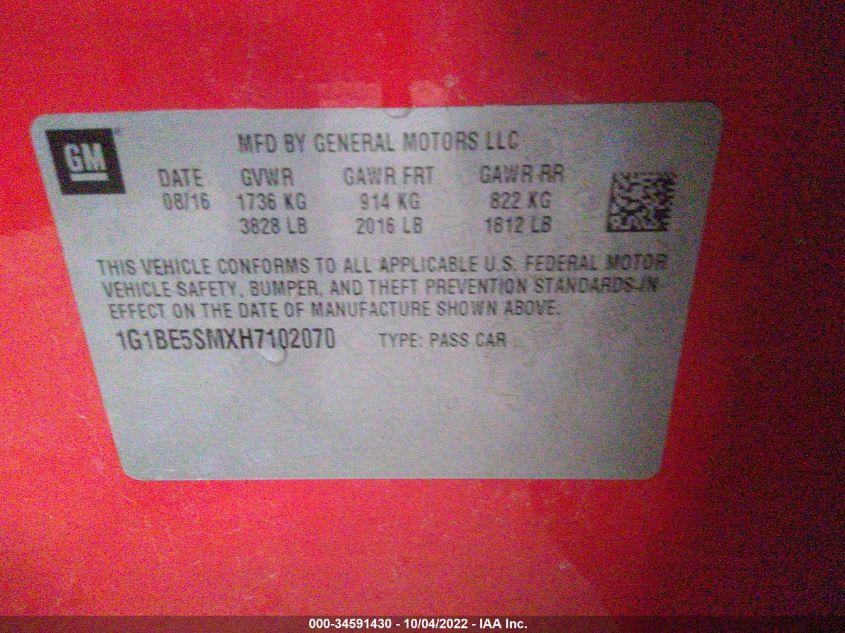 GM
MFD BY GENERAL MOTORS LLC
DATE GVWR GAWR FRT GAWR RR
08/16 1736 KG 914 KG 822 KG
3828 LB 2016 LB 1812 LB
THIS VEHICLE CONFORMS TO ALL APPLICABLE U.S. FEDERAL MOTOR
VEHICLE SAFETY, BUMPER, AND THEFT PREVENTION STANDARDS IN
EFFECT ON THE DATE OF MANUFACTURE SHOWN ABOVE.
1G1BE5SMXH7102070 TYPE: PASS CAR
000-34591430 - 10/04/2022 - IAA Inc.